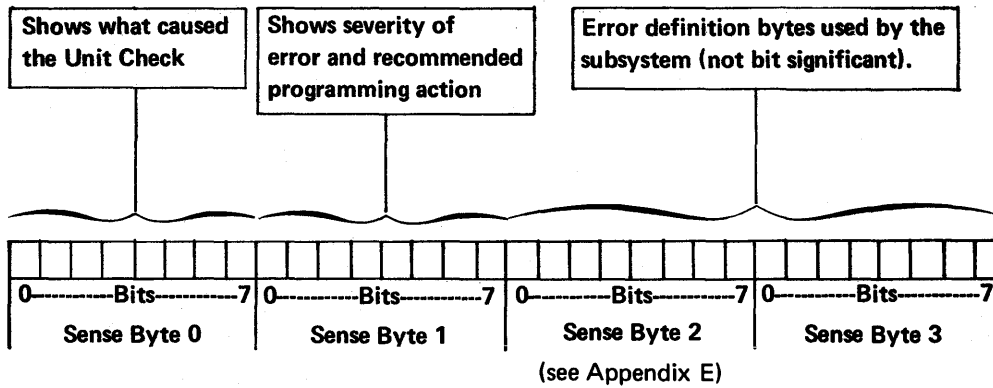 Shows what caused
the Unit Check
Shows severity of
error and recommended
programming action
Error definition bytes used by the
subsystem (not bit significant).
0------------Bits------------7
0------------Bits------------7
0------------Bits------------7
0------------Bits------------7
Sense Byte 0
Sense Byte 1
Sense Byte 2
Sense Byte 3
(see Appendix E)